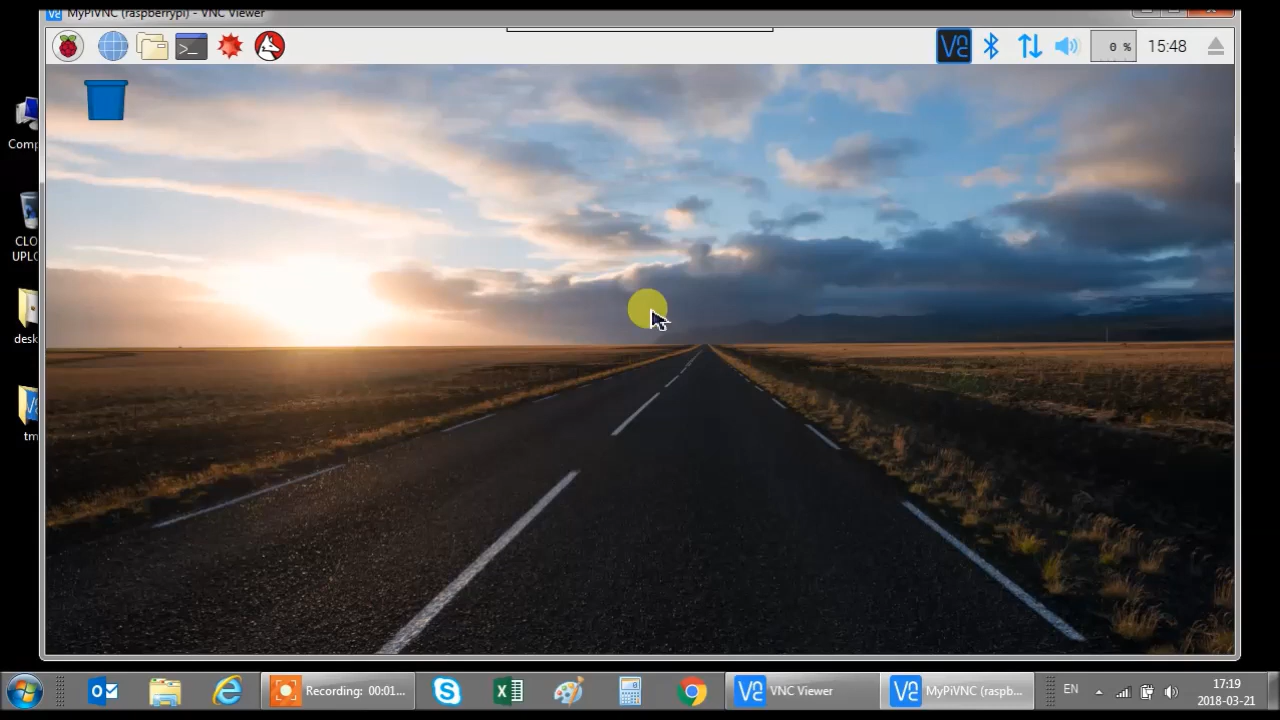 MyPiVNC (raspberrypi) - VNC Viewer
>_
0 %
15:48
Comp
CLO
UPLO
desk
tm
Recording: 00:01...
VNC Viewer
MyPiVNC (raspb...
EN
17:19
2018-03-21